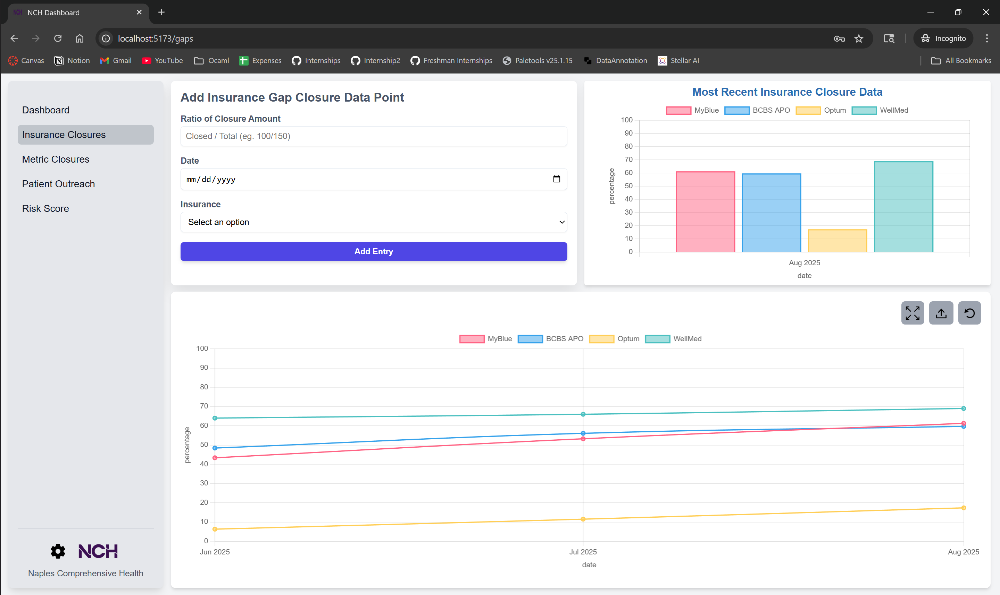 NCH NCH Dashboard
localhost:5173/gaps
Incognito
Canvas Notion Gmail YouTube Ocaml Expenses Internships Internship2 Freshman Internships Paletools v25.1.15 DataAnnotation Stellar AI All Bookmarks
Dashboard
Insurance Closures
Metric Closures
Patient Outreach
Risk Score
NCH
Naples Comprehensive Health
Add Insurance Gap Closure Data Point
Ratio of Closure Amount
Closed / Total (eg. 100/150)
Date
mm/dd/yyyy
Insurance
Select an option
Add Entry
Most Recent Insurance Closure Data
MyBlue BCBS APO Optum WellMed
100
90
80
70
60
50
40
30
20
10
0
percentage
Aug 2025
date
MyBlue BCBS APO Optum WellMed
100
90
80
70
60
50
40
30
20
10
0
percentage
Jun 2025 Jul 2025 Aug 2025
date